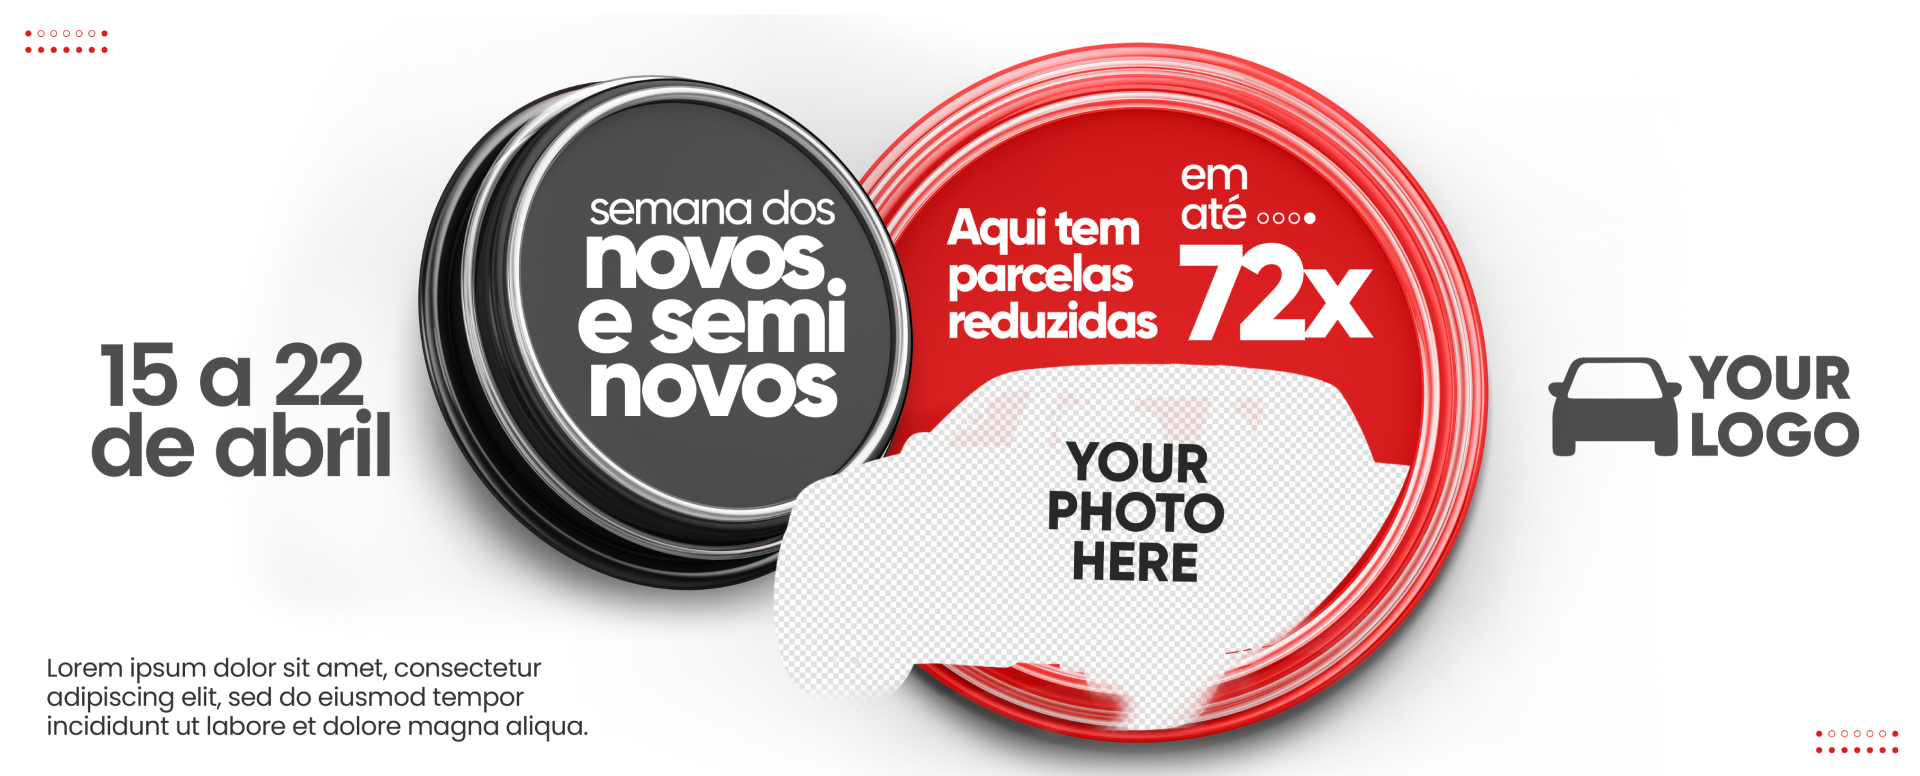 15 a 22
de abril
semana dos
novos
e semi
novos
Aqui tem
parcelas
reduzidas
em
até
72x
YOUR
PHOTO
HERE
YOUR
LOGO
Lorem ipsum dolor sit amet, consectetur
adipiscing elit, sed do eiusmod tempor
incididunt ut labore et dolore magna aliqua.